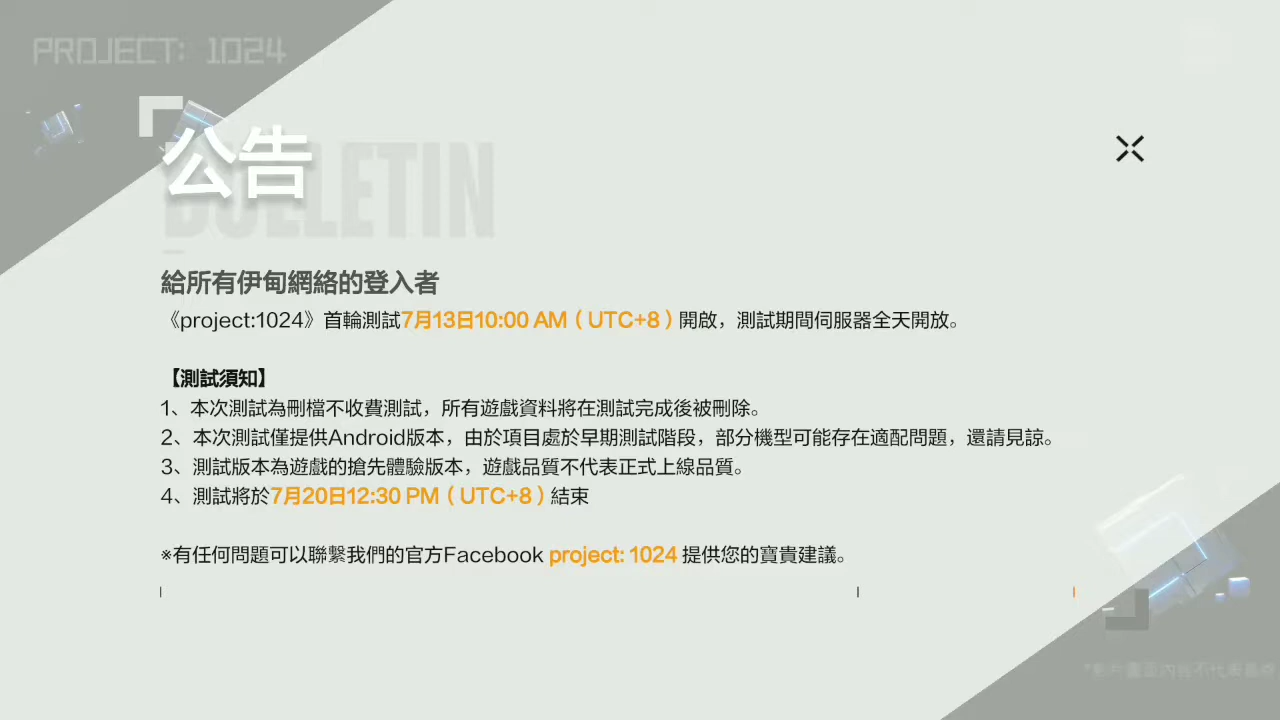 PROJECT: 1024
公告
BULLETIN
給所有伊甸網絡的登入者
《project:1024》首輪測試7月13日10:00 AM（UTC+8）開啟，測試期間伺服器全天開放。
【測試須知】
1、本次測試為刪檔不收費測試，所有遊戲資料將在測試完成後被刪除。
2、本次測試僅提供Android版本，由於項目處於早期測試階段，部分機型可能存在適配問題，還請見諒。
3、測試版本為遊戲的搶先體驗版本，遊戲品質不代表正式上線品質。
4、測試將於7月20日12:30 PM（UTC+8）結束
※有任何問題可以聯繫我們的官方Facebook project: 1024 提供您的寶貴建議。